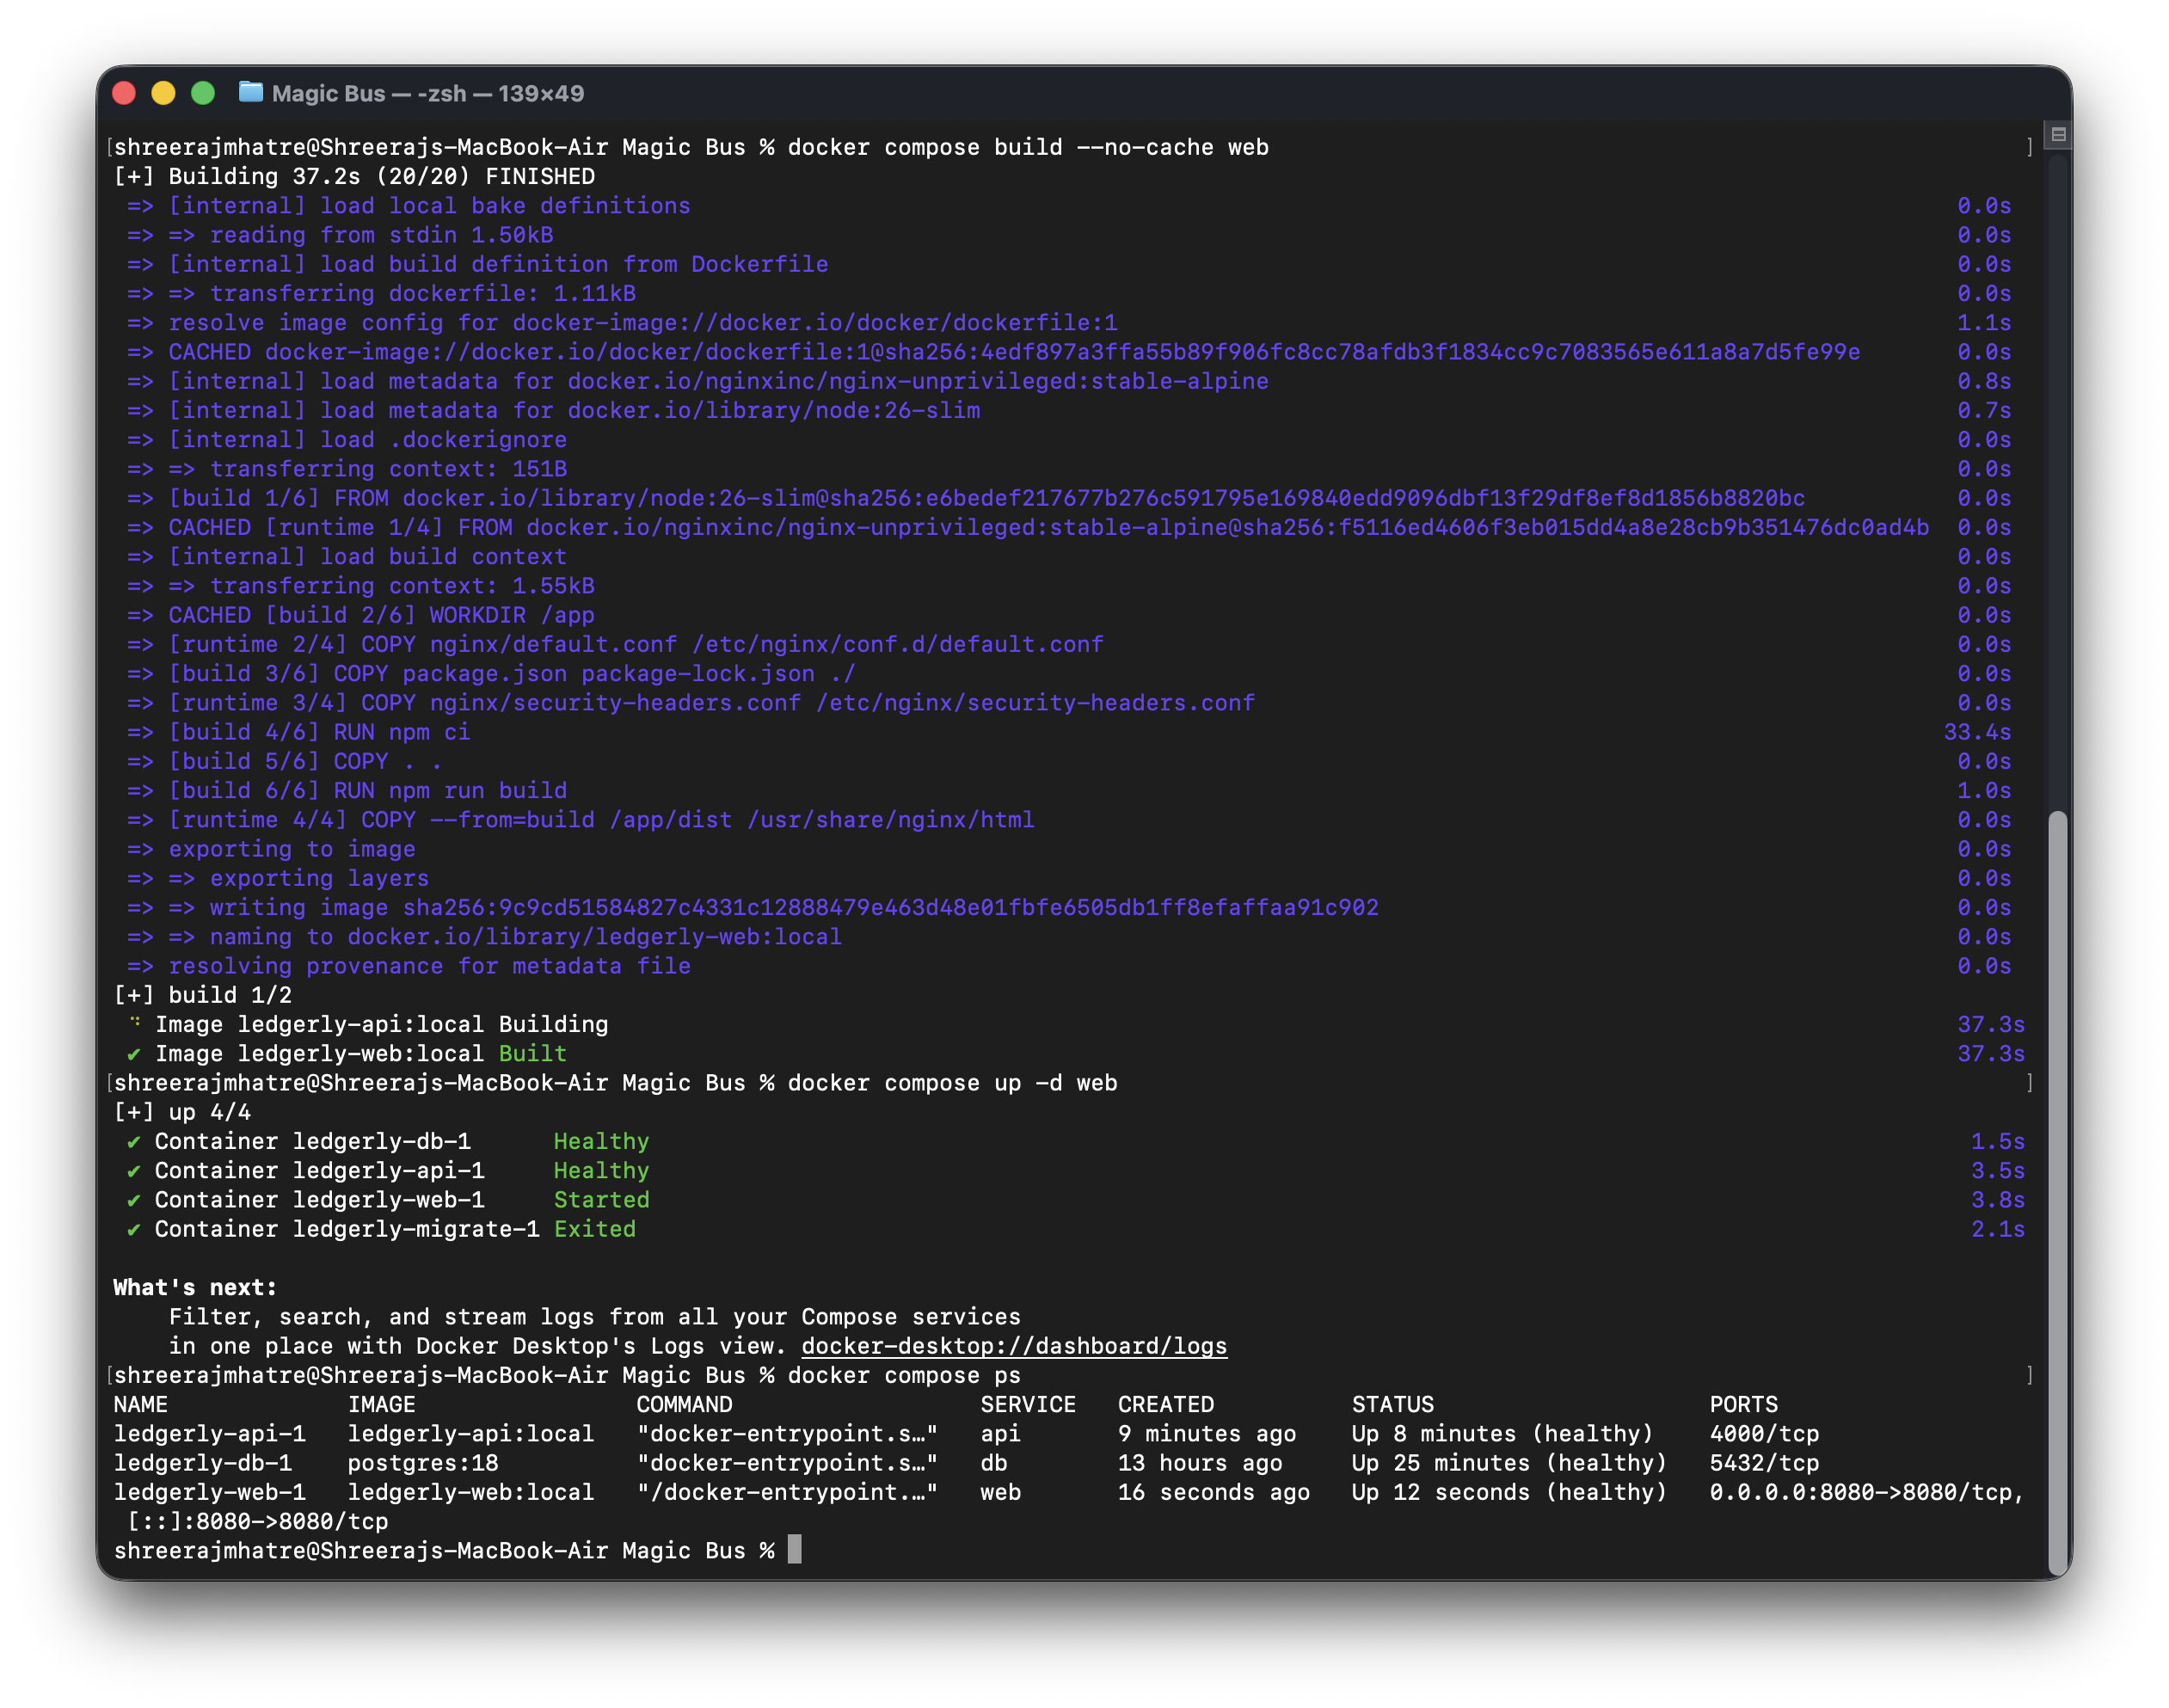 Magic Bus — -zsh — 139×49
[shreerajmhatre@Shreerajs-MacBook-Air Magic Bus % docker compose build --no-cache web ]
[+] Building 37.2s (20/20) FINISHED
=> [internal] load local bake definitions 0.0s
=> => reading from stdin 1.50kB 0.0s
=> [internal] load build definition from Dockerfile 0.0s
=> => transferring dockerfile: 1.11kB 0.0s
=> resolve image config for docker-image://docker.io/docker/dockerfile:1 1.1s
=> CACHED docker-image://docker.io/docker/dockerfile:1@sha256:4edf897a3ffa55b89f906fc8cc78afdb3f1834cc9c7083565e611a8a7d5fe99e 0.0s
=> [internal] load metadata for docker.io/nginxinc/nginx-unprivileged:stable-alpine 0.8s
=> [internal] load metadata for docker.io/library/node:26-slim 0.7s
=> [internal] load .dockerignore 0.0s
=> => transferring context: 151B 0.0s
=> [build 1/6] FROM docker.io/library/node:26-slim@sha256:e6bedef217677b276c591795e169840edd9096dbf13f29df8ef8d1856b8820bc 0.0s
=> CACHED [runtime 1/4] FROM docker.io/nginxinc/nginx-unprivileged:stable-alpine@sha256:f5116ed4606f3eb015dd4a8e28cb9b351476dc0ad4b 0.0s
=> [internal] load build context 0.0s
=> => transferring context: 1.55kB 0.0s
=> CACHED [build 2/6] WORKDIR /app 0.0s
=> [runtime 2/4] COPY nginx/default.conf /etc/nginx/conf.d/default.conf 0.0s
=> [build 3/6] COPY package.json package-lock.json ./ 0.0s
=> [runtime 3/4] COPY nginx/security-headers.conf /etc/nginx/security-headers.conf 0.0s
=> [build 4/6] RUN npm ci 33.4s
=> [build 5/6] COPY . . 0.0s
=> [build 6/6] RUN npm run build 1.0s
=> [runtime 4/4] COPY --from=build /app/dist /usr/share/nginx/html 0.0s
=> exporting to image 0.0s
=> => exporting layers 0.0s
=> => writing image sha256:9c9cd51584827c4331c12888479e463d48e01fbfe6505db1ff8efaffaa91c902 0.0s
=> => naming to docker.io/library/ledgerly-web:local 0.0s
=> resolving provenance for metadata file 0.0s
[+] build 1/2
⠙ Image ledgerly-api:local Building 37.3s
✔ Image ledgerly-web:local Built 37.3s
[shreerajmhatre@Shreerajs-MacBook-Air Magic Bus % docker compose up -d web ]
[+] up 4/4
✔ Container ledgerly-db-1 Healthy 1.5s
✔ Container ledgerly-api-1 Healthy 3.5s
✔ Container ledgerly-web-1 Started 3.8s
✔ Container ledgerly-migrate-1 Exited 2.1s
What's next:
Filter, search, and stream logs from all your Compose services
in one place with Docker Desktop's Logs view. docker-desktop://dashboard/logs
[shreerajmhatre@Shreerajs-MacBook-Air Magic Bus % docker compose ps ]
NAME IMAGE COMMAND SERVICE CREATED STATUS PORTS
ledgerly-api-1 ledgerly-api:local "docker-entrypoint.s…" api 9 minutes ago Up 8 minutes (healthy) 4000/tcp
ledgerly-db-1 postgres:18 "docker-entrypoint.s…" db 13 hours ago Up 25 minutes (healthy) 5432/tcp
ledgerly-web-1 ledgerly-web:local "/docker-entrypoint.…" web 16 seconds ago Up 12 seconds (healthy) 0.0.0.0:8080->8080/tcp,
[::]:8080->8080/tcp
shreerajmhatre@Shreerajs-MacBook-Air Magic Bus %